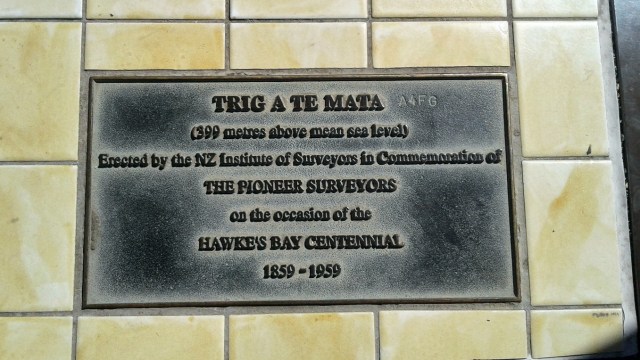 TRIG A TE MATA A4FG
(399 metres above mean sea level)
Erected by the NZ Institute of Surveyors in Commemoration of
THE PIONEER SURVEYORS
on the occasion of the
HAWKE'S BAY CENTENNIAL
1859 - 1959